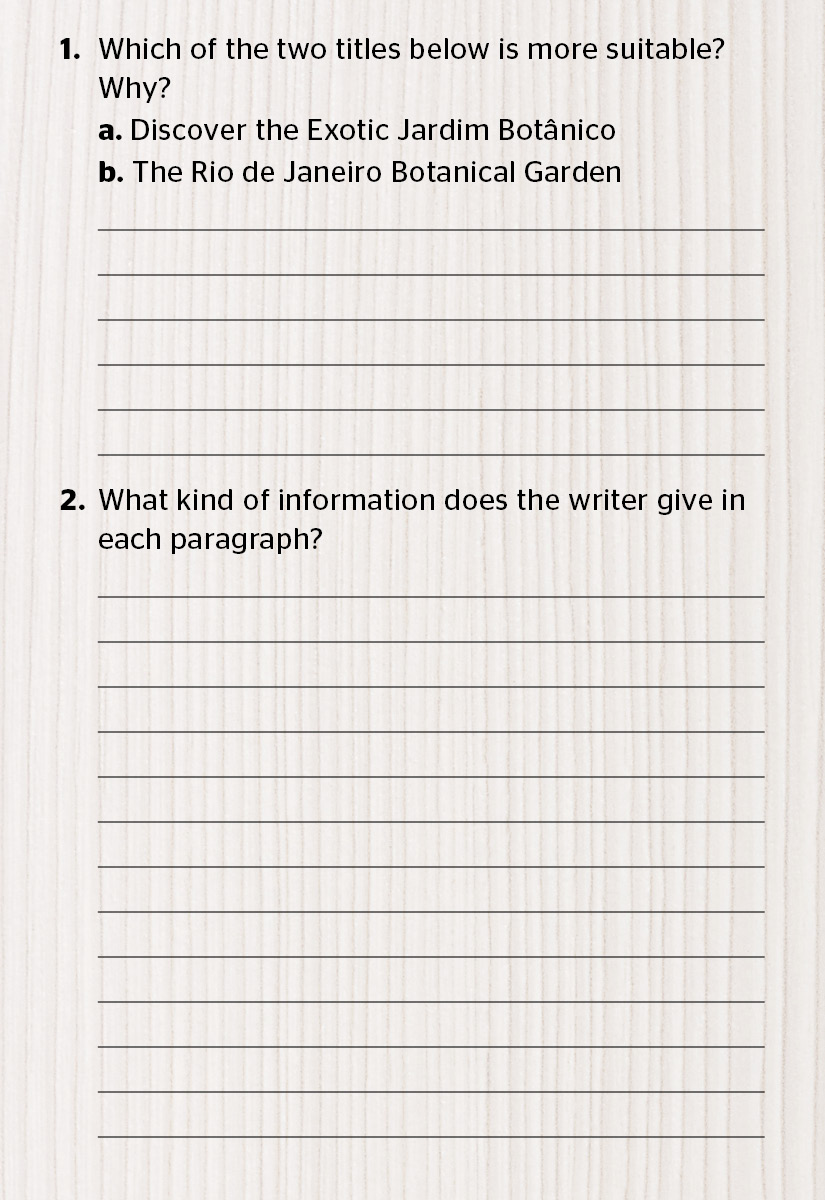 1. Which of the two titles below is more suitable?
Why?
a. Discover the Exotic Jardim Botânico
b. The Rio de Janeiro Botanical Garden
2. What kind of information does the writer give in
each paragraph?